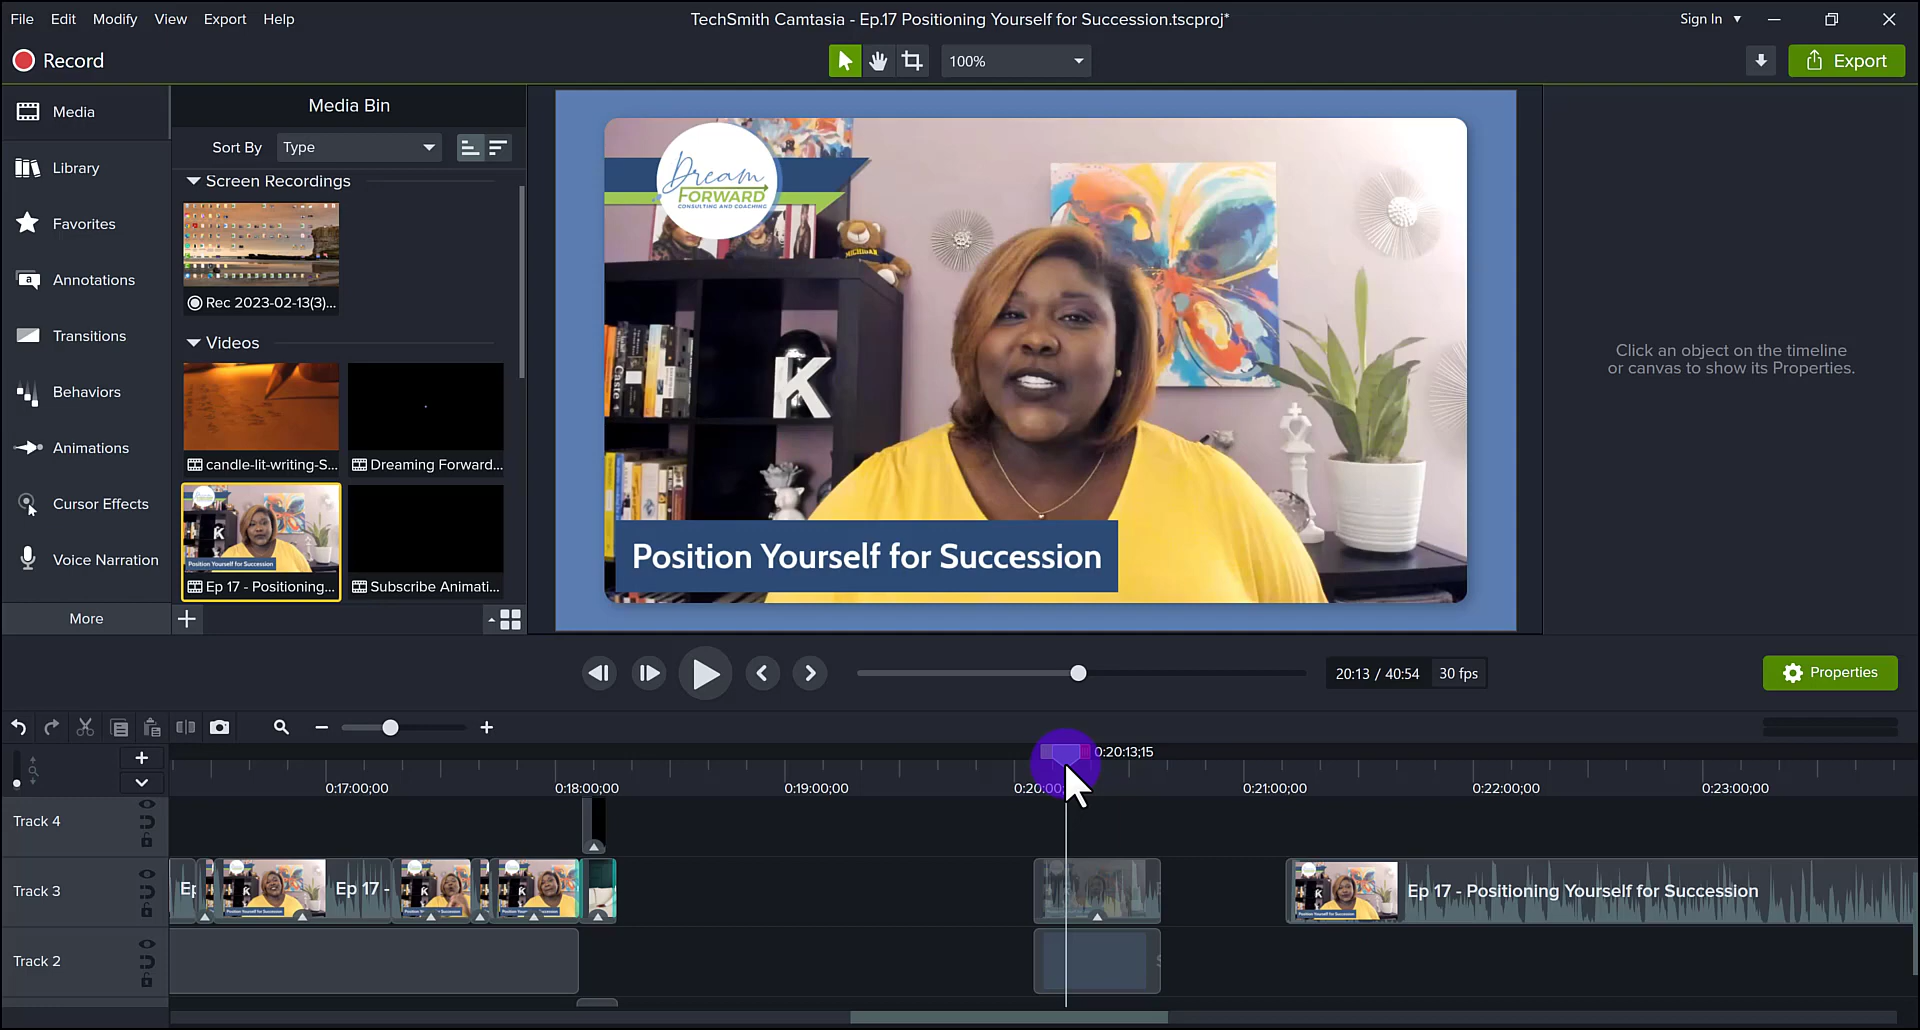 File Edit Modify View Export Help
TechSmith Camtasia - Ep.17 Positioning Yourself for Succession.tscproj*
Sign In
Record
100%
Export
Media
Library
Favorites
Annotations
Transitions
Behaviors
Animations
Cursor Effects
Voice Narration
More
Media Bin
Sort By Type
Screen Recordings
Rec 2023-02-13(3)...
Videos
candle-lit-writing-S...
Dreaming Forward...
Position Yourself for Succession
Ep 17 - Positioning...
Subscribe Animati...
Dream
FORWARD
CONSULTING AND COACHING
MICHIGAN
Caste
K
Position Yourself for Succession
Click an object on the timeline
or canvas to show its Properties.
20:13 / 40:54 30 fps
Properties
0:20:13;15
0:17:00;00 0:18:00;00 0:19:00;00 0:20:00; 0:21:00;00 0:22:00;00 0:23:00;00
Track 4
Track 3
Ep 17 -
Ep 17 - Positioning Yourself for Succession
Track 2